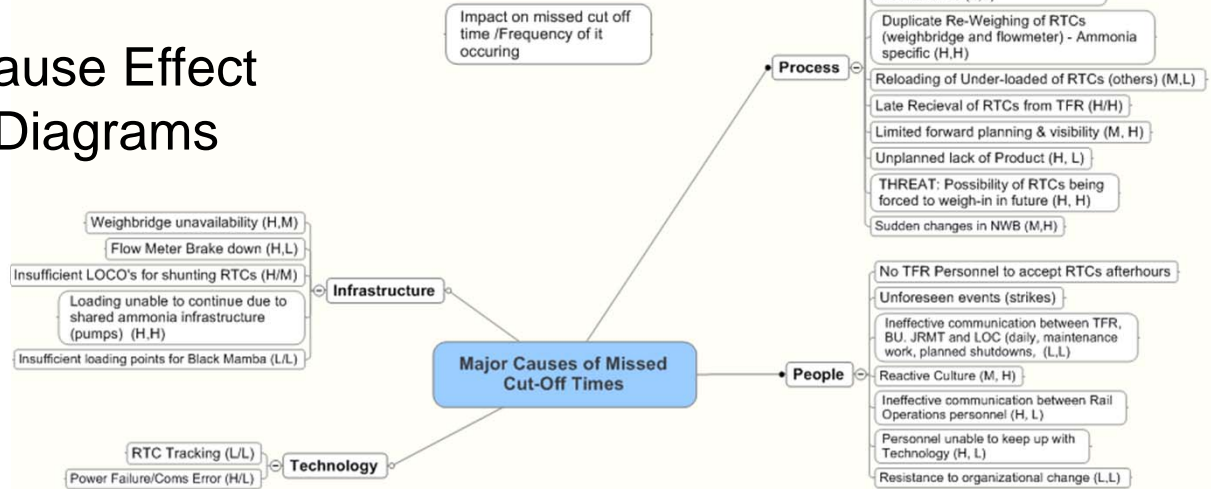 ause Effect
Diagrams
Impact on missed cut off
time /Frequency of it
occuring
Process
Duplicate Re-Weighing of RTCs
(weighbridge and flowmeter) - Ammonia
specific (H,H)
Reloading of Under-loaded of RTCs (others) (M,L)
Late Recieval of RTCs from TFR (H/H)
Limited forward planning & visibility (M, H)
Unplanned lack of Product (H, L)
THREAT: Possibility of RTCs being
forced to weigh-in in future (H, H)
Sudden changes in NWB (M,H)
Weighbridge unavailability (H,M)
Flow Meter Brake down (H,L)
Insufficient LOCO's for shunting RTCs (H/M)
Loading unable to continue due to
shared ammonia infrastructure
(pumps) (H,H)
Insufficient loading points for Black Mamba (L/L)
Infrastructure
Major Causes of Missed
Cut-Off Times
People
No TFR Personnel to accept RTCs afterhours
Unforeseen events (strikes)
Ineffective communication between TFR,
BU. JRMT and LOC (daily, maintenance
work, planned shutdowns, (L,L)
Reactive Culture (M, H)
Ineffective communication between Rail
Operations personnel (H, L)
Personnel unable to keep up with
Technology (H, L)
Resistance to organizational change (L,L)
RTC Tracking (L/L)
Power Failure/Coms Error (H/L)
Technology